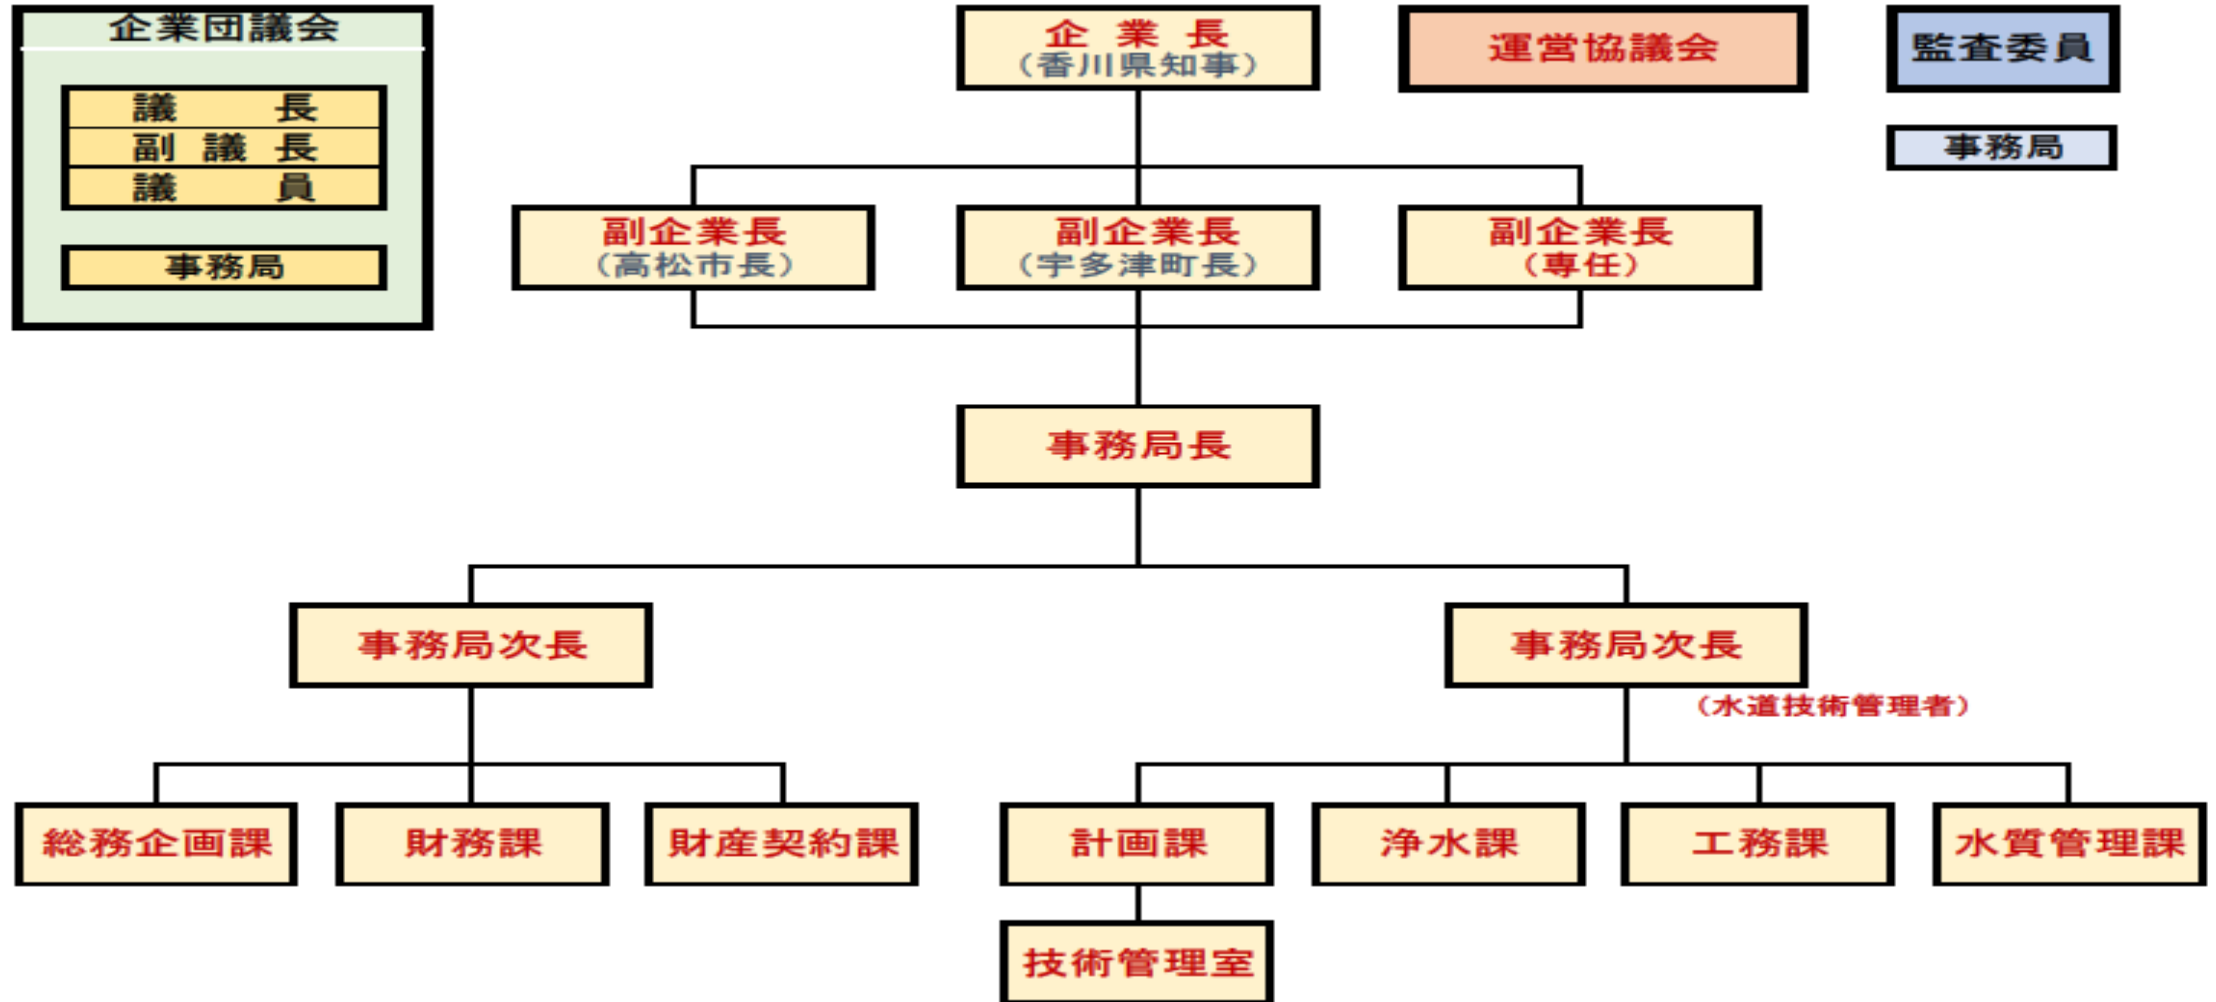 企業団議会
議長
副議長
議員
事務局
企業長
（香川県知事）
運営協議会
監査委員
事務局
副企業長
（高松市長）
副企業長
（宇多津町長）
副企業長
（専任）
事務局長
事務局次長
事務局次長
（水道技術管理者）
総務企画課
財務課
財産契約課
計画課
浄水課
工務課
水質管理課
技術管理室